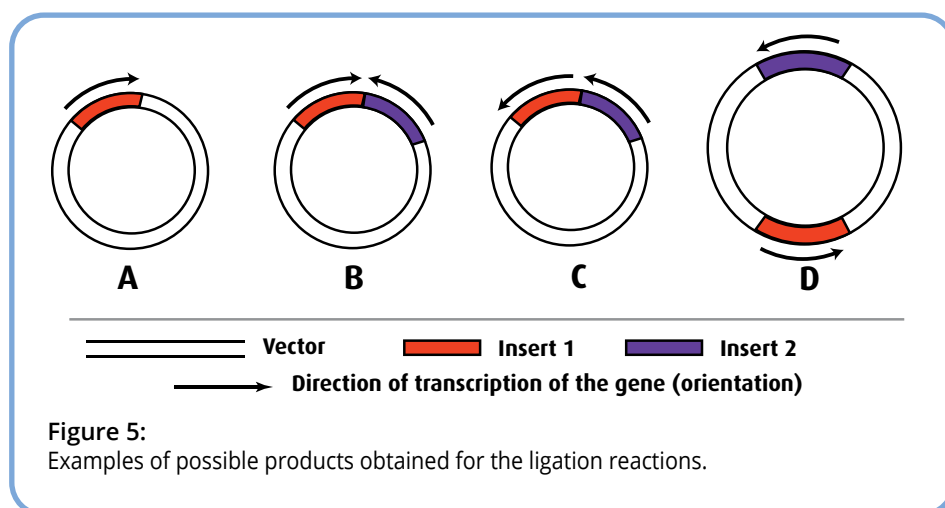 A
B
C
D
Vector
Insert 1
Insert 2
Direction of transcription of the gene (orientation)
Figure 5:
Examples of possible products obtained for the ligation reactions.